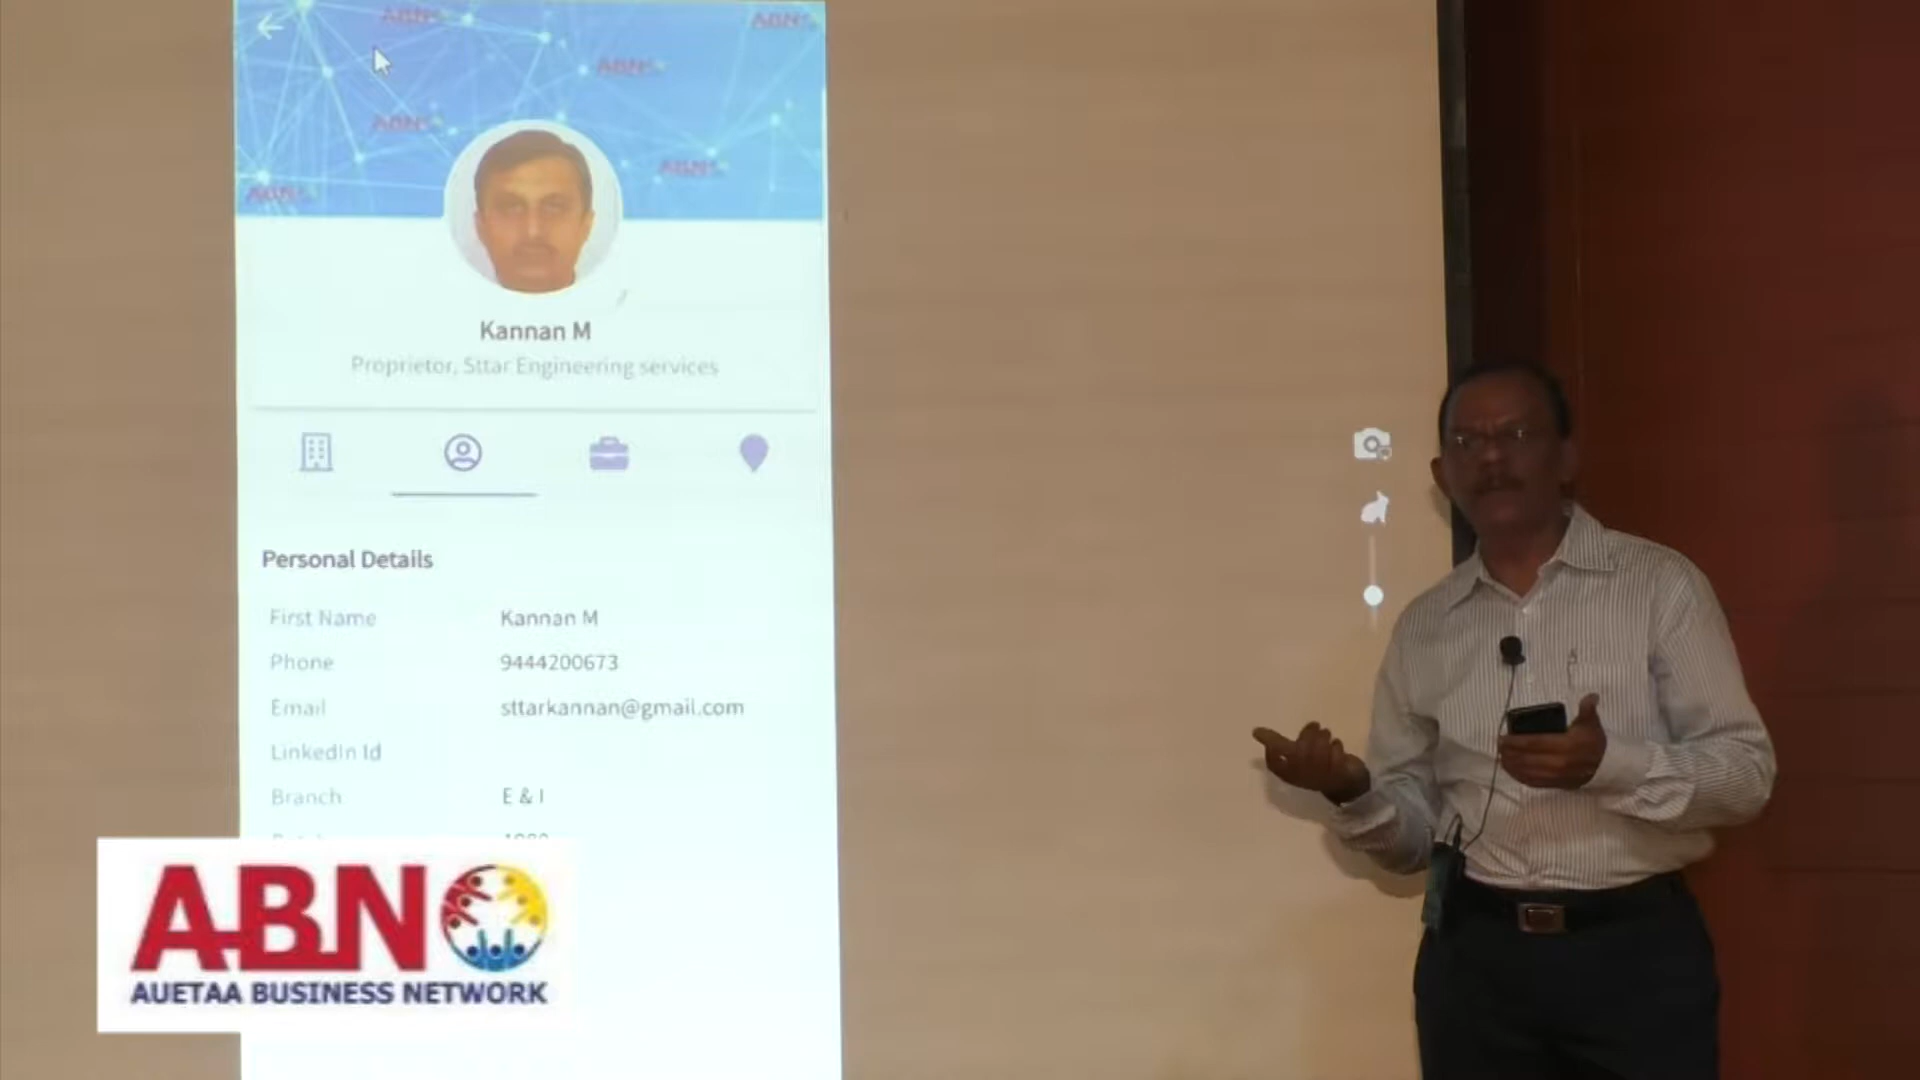 ABN
ABN
ABN
ABN
ABN
ABN
Kannan M
Proprietor, Sttar Engineering services
Personal Details
First Name Kannan M
Phone 9444200673
Email sttarkannan@gmail.com
LinkedIn Id
Branch E & I
ABN
AUETAA BUSINESS NETWORK